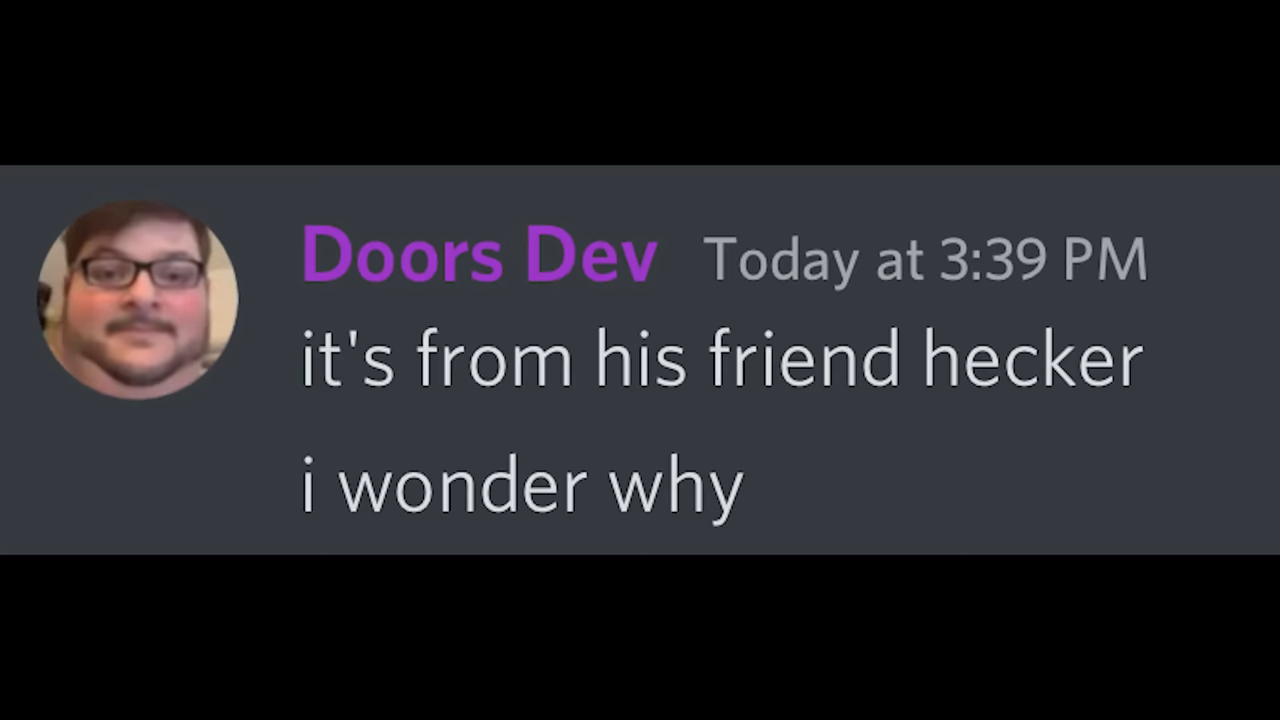 Doors Dev Today at 3:39 PM
it's from his friend hecker
i wonder why